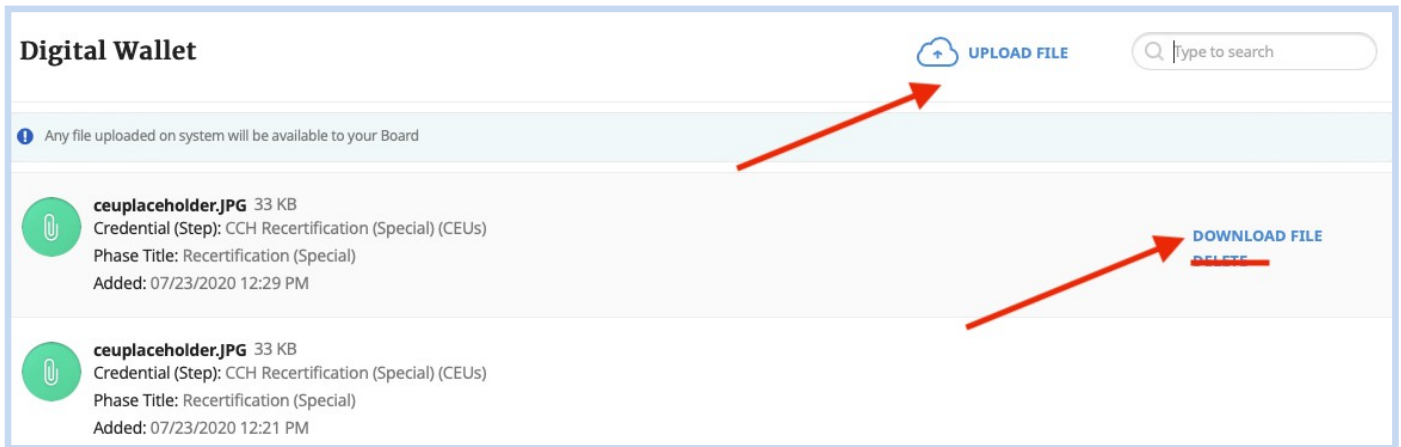 Digital Wallet
UPLOAD FILE
Type to search
Any file uploaded on system will be available to your Board
ceuplaceholder.JPG 33 KB
Credential (Step): CCH Recertification (Special) (CEUs)
Phase Title: Recertification (Special)
Added: 07/23/2020 12:29 PM
DOWNLOAD FILE
DELETE
ceuplaceholder.JPG 33 KB
Credential (Step): CCH Recertification (Special) (CEUs)
Phase Title: Recertification (Special)
Added: 07/23/2020 12:21 PM